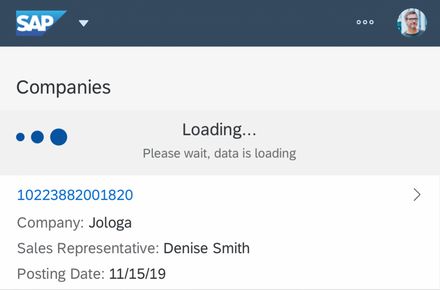 SAP
Companies
Loading...
Please wait, data is loading
10223882001820
Company: Jologa
Sales Representative: Denise Smith
Posting Date: 11/15/19